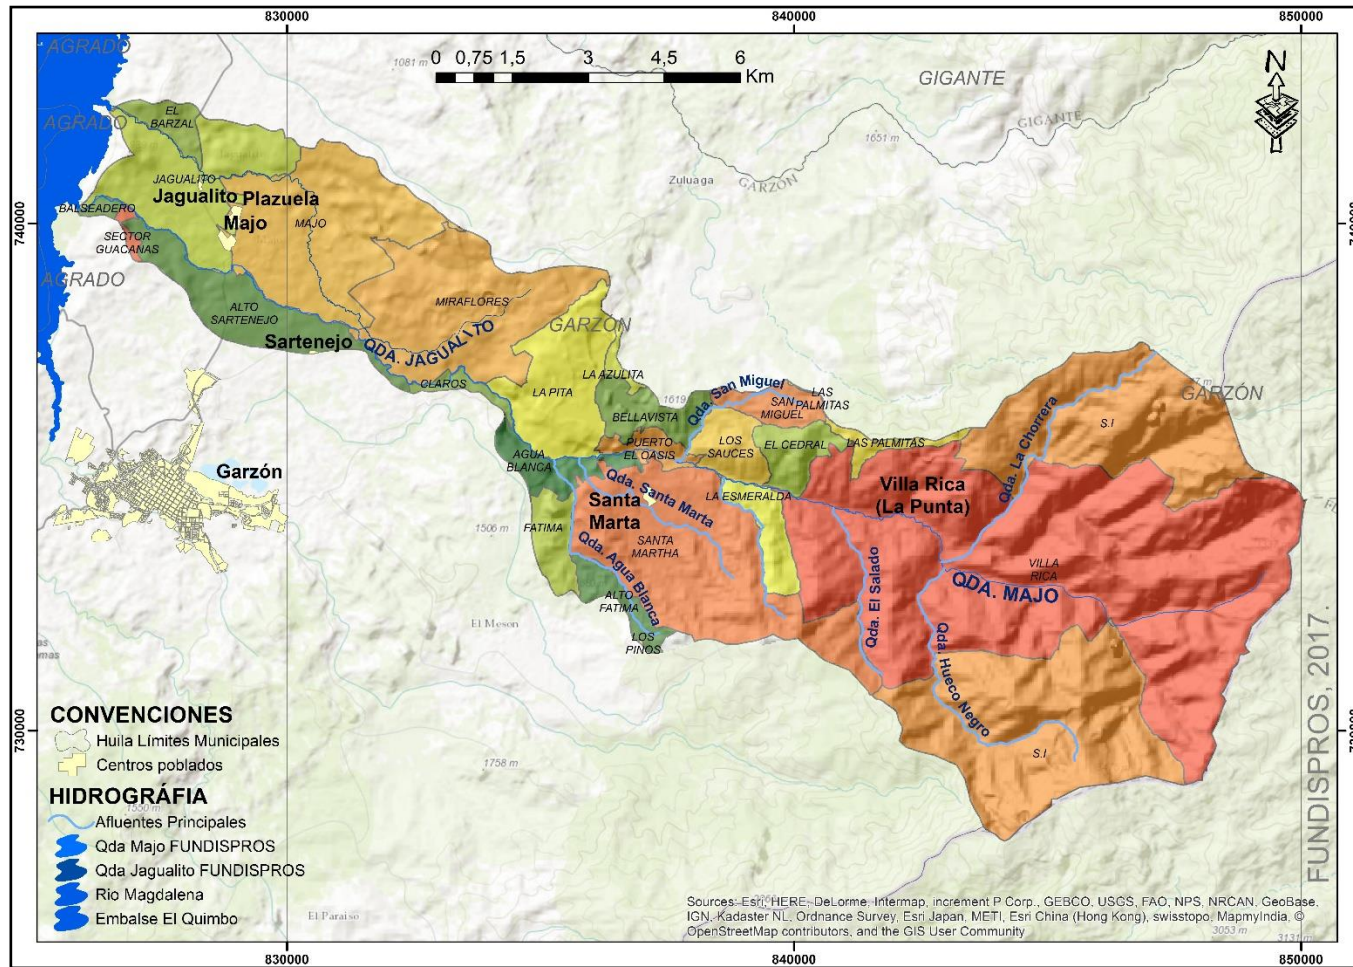 830000
840000
850000
AGRADO
0 0,75 1,5 3 4,5 6
Km
1081 m
GIGANTE
N
EL
BARZAL
AGRADO
GIGANTE
1651 m
JAGUALITO
Zuluaga
GARZÓN
Jagualito
Plazuela
BALSEADERO
Majo
MAJO
740000
SECTOR
GUACANAS
AGRADO
ALTO
SARTENEJO
MIRAFLORES
GARZÓN
Sartenejo
QDA. JAGUALITO
LA AZULITA
CLAROS
LA PITA
Qda. San Miguel
LAS
PALMITAS
SAN
MIGUEL
GARZÓN
1619
BELLAVISTA
S.I
PUERTO
EL OASIS
LOS
SAUCES
EL CEDRAL
LAS PALMITAS
Qda. La Chorrera
AGUA
BLANCA
Garzón
Villa Rica
(La Punta)
Santa
Marta
Qda. Santa Marta
LA ESMERALDA
FATIMA
1506 m
SANTA
MARTHA
Qda. Agua Blanca
Qda. El Salado
VILLA
RICA
QDA. MAJO
ALTO
FATIMA
El Meson
LOS
PINOS
Qda. Hueco Negro
S.I
730000
1758 m
CONVENCIONES
Huila Límites Municipales
Centros poblados
HIDROGRÁFIA
1550 m
Afluentes Principales
Qda Majo FUNDISPROS
Qda Jagualito FUNDISPROS
Rio Magdalena
Embalse El Quimbo
El Paraiso
FUNDISPROS, 2017.
Sources: Esri, HERE, DeLorme, Intermap, increment P Corp., GEBCO, USGS, FAO, NPS, NRCAN, GeoBase,
IGN, Kadaster NL, Ordnance Survey, Esri Japan, METI, Esri China (Hong Kong), swisstopo, MapmyIndia, ©
OpenStreetMap contributors, and the GIS User Community
3053 m
3131 m
830000
840000
850000